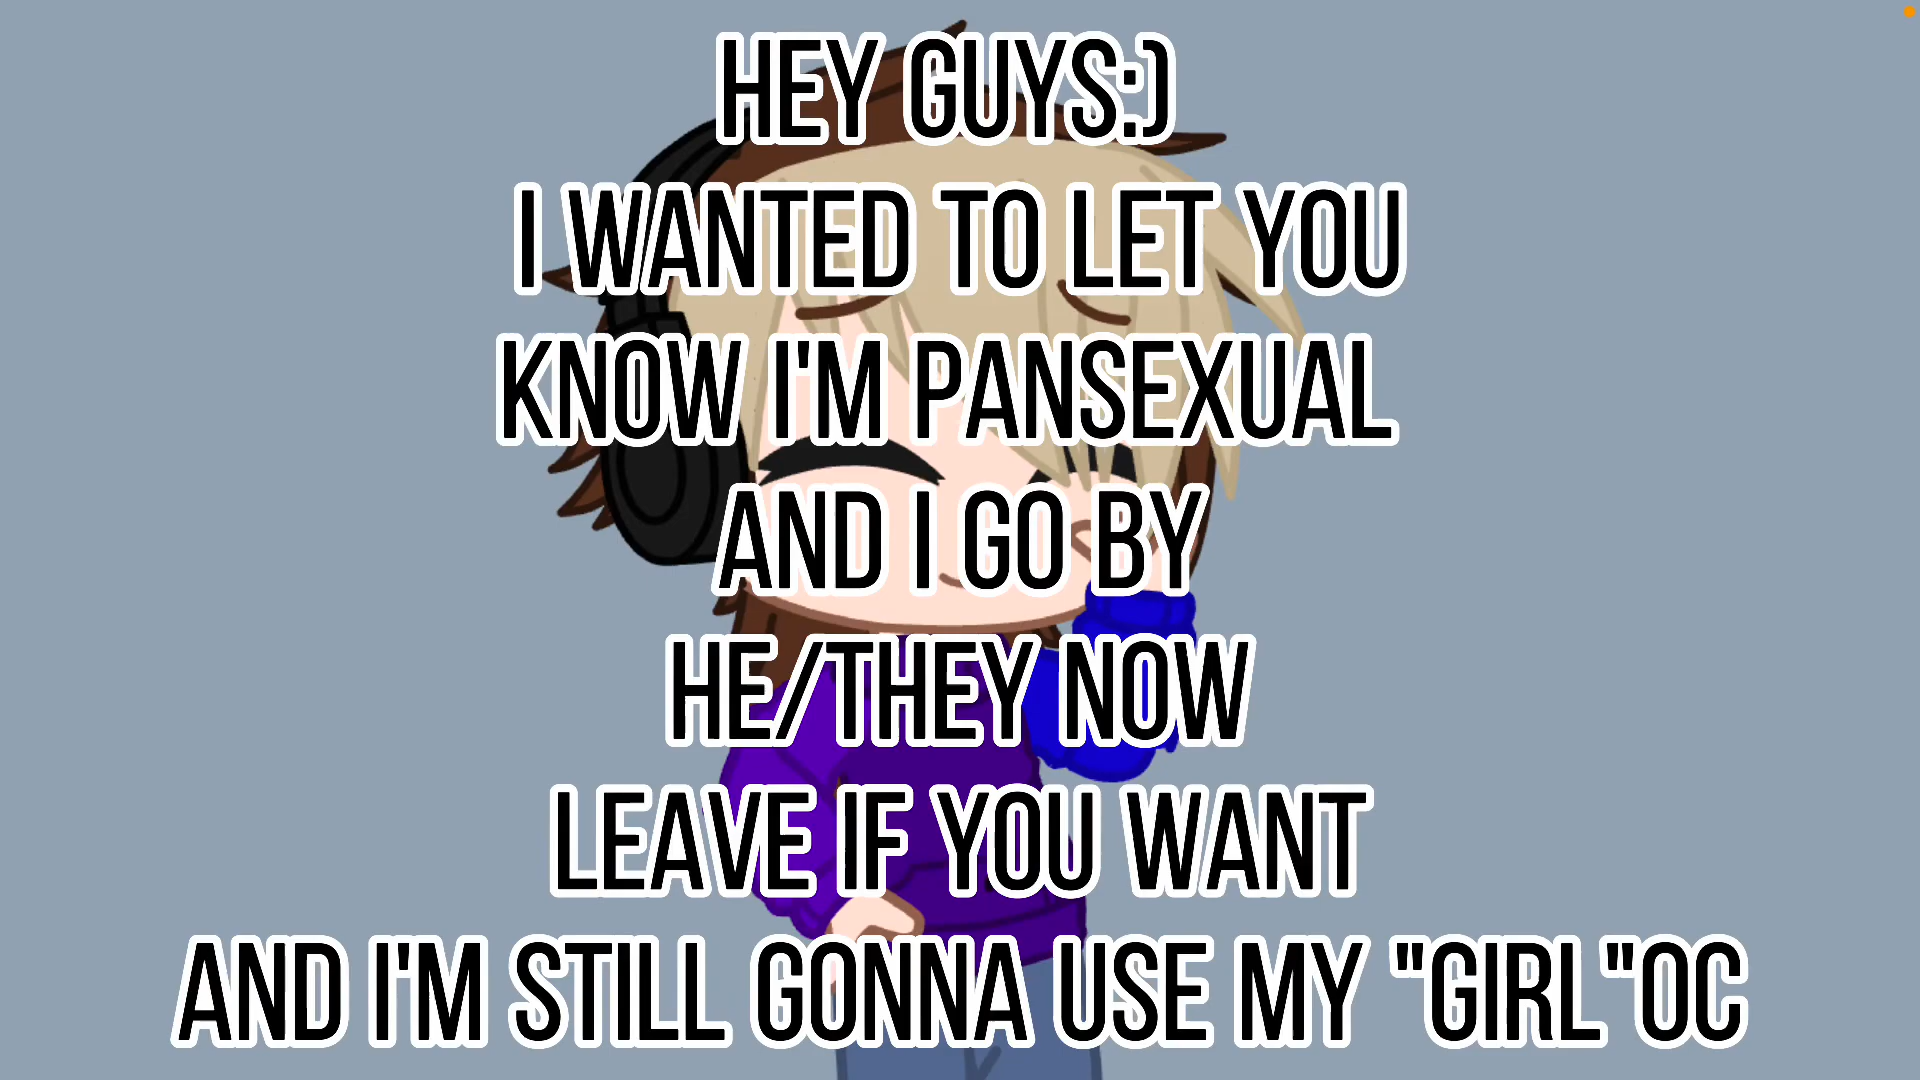 HEY GUYS:)
I WANTED TO LET YOU
KNOW I'M PANSEXUAL
AND I GO BY
HE/THEY NOW
LEAVE IF YOU WANT
AND I'M STILL GONNA USE MY "GIRL"OC